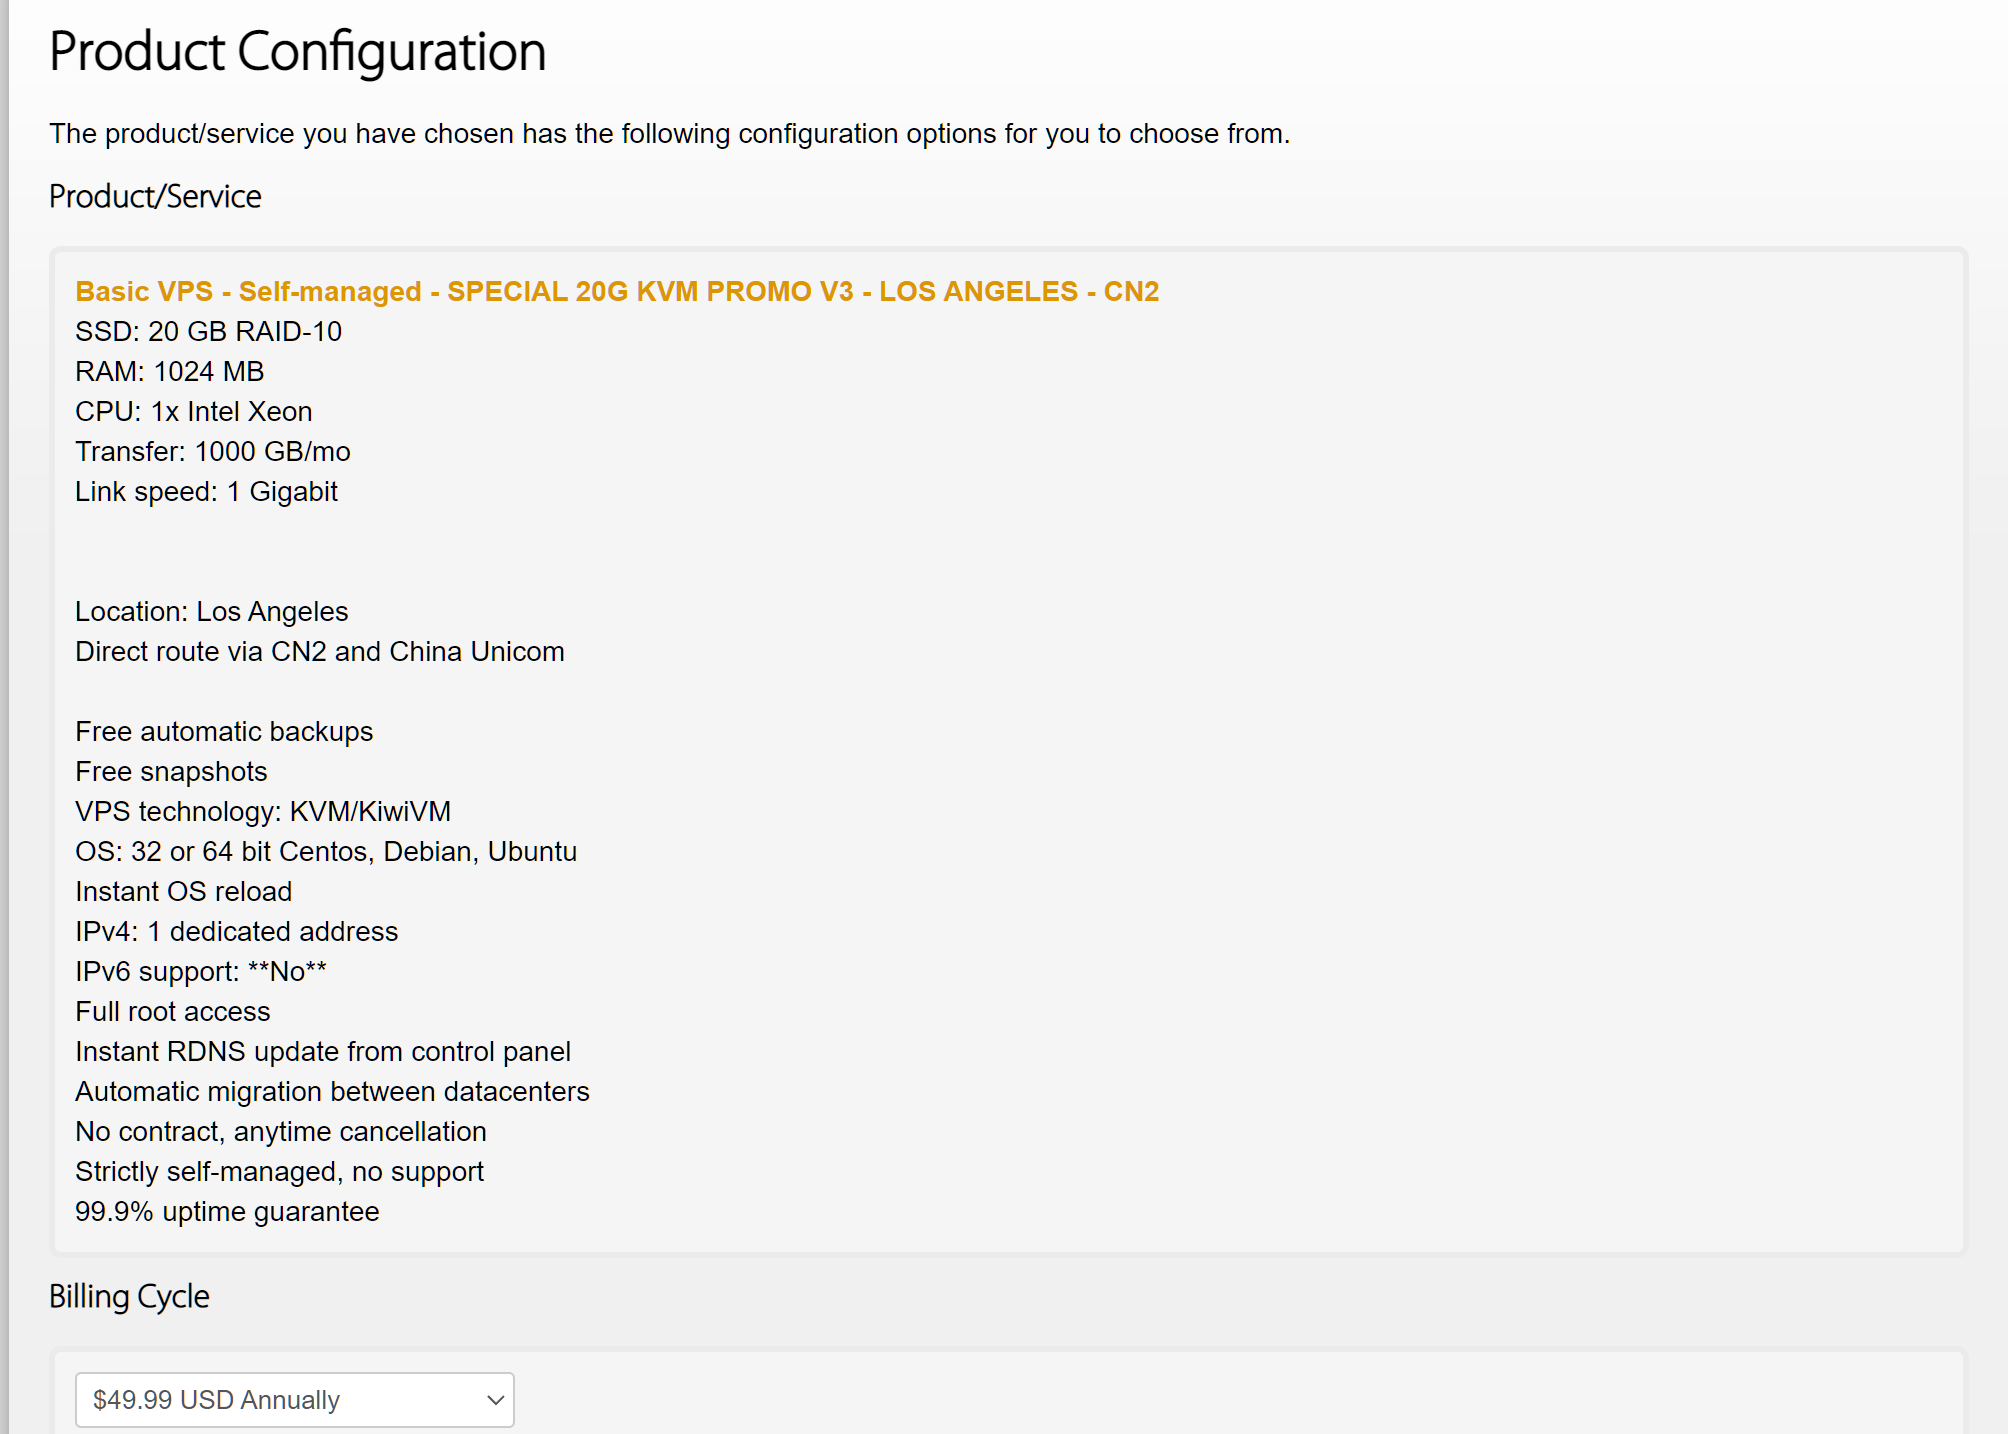 Product Configuration
The product/service you have chosen has the following configuration options for you to choose from.
Product/Service
Basic VPS - Self-managed - SPECIAL 20G KVM PROMO V3 - LOS ANGELES - CN2
SSD: 20 GB RAID-10
RAM: 1024 MB
CPU: 1x Intel Xeon
Transfer: 1000 GB/mo
Link speed: 1 Gigabit
Location: Los Angeles
Direct route via CN2 and China Unicom
Free automatic backups
Free snapshots
VPS technology: KVM/KiwiVM
OS: 32 or 64 bit Centos, Debian, Ubuntu
Instant OS reload
IPv4: 1 dedicated address
IPv6 support: **No**
Full root access
Instant RDNS update from control panel
Automatic migration between datacenters
No contract, anytime cancellation
Strictly self-managed, no support
99.9% uptime guarantee
Billing Cycle
$49.99 USD Annually